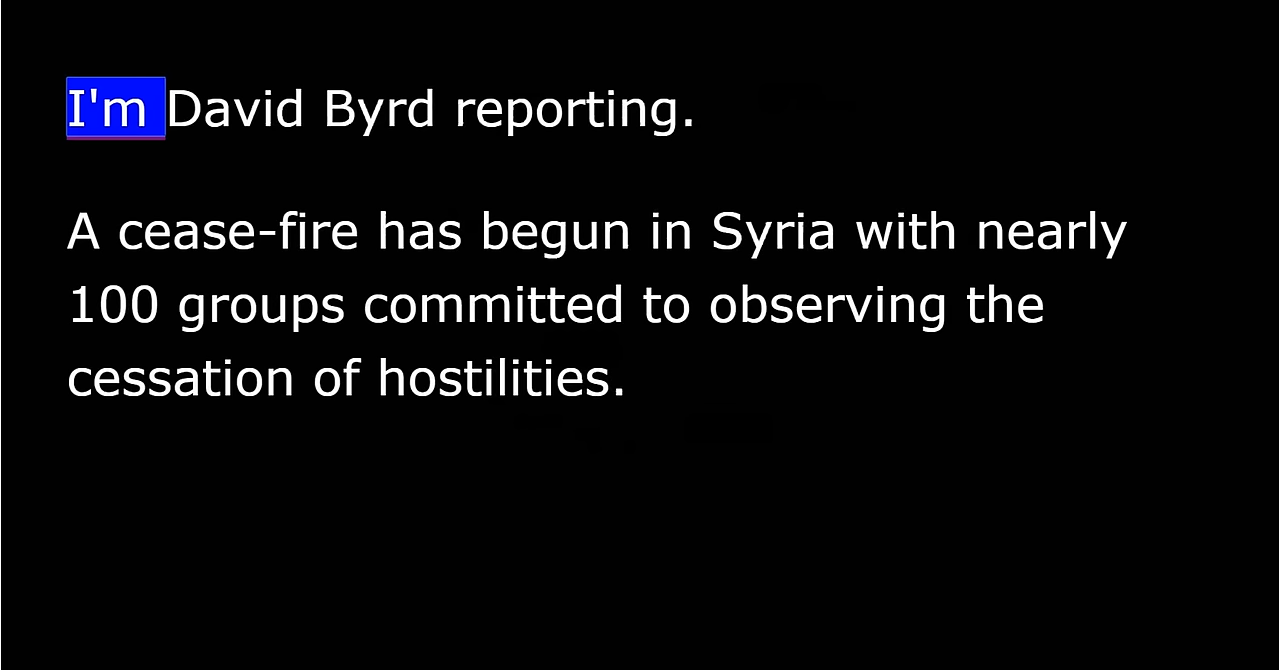 I'm David Byrd reporting.
A cease-fire has begun in Syria with nearly
100 groups committed to observing the
cessation of hostilities.